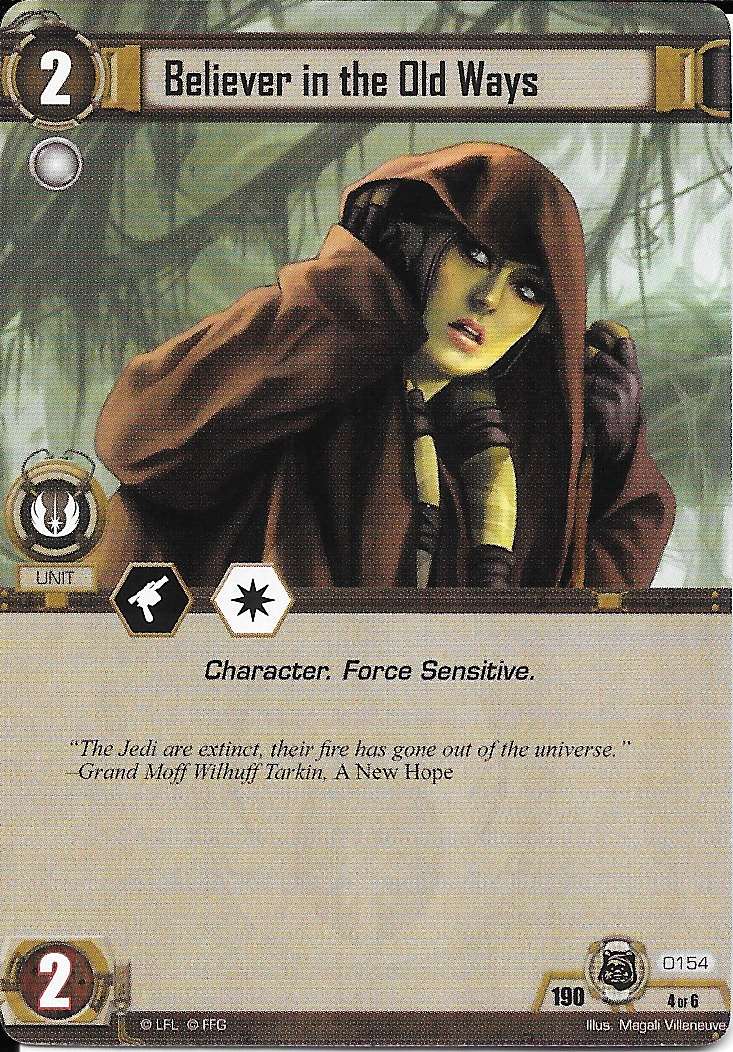 2
Believer in the Old Ways
UNIT
Character. Force Sensitive.
“The Jedi are extinct, their fire has gone out of the universe.”
–Grand Moff Wilhuff Tarkin, A New Hope
2
0154
190
4 OF 6
© LFL © FFG
Illus. Magali Villeneuve